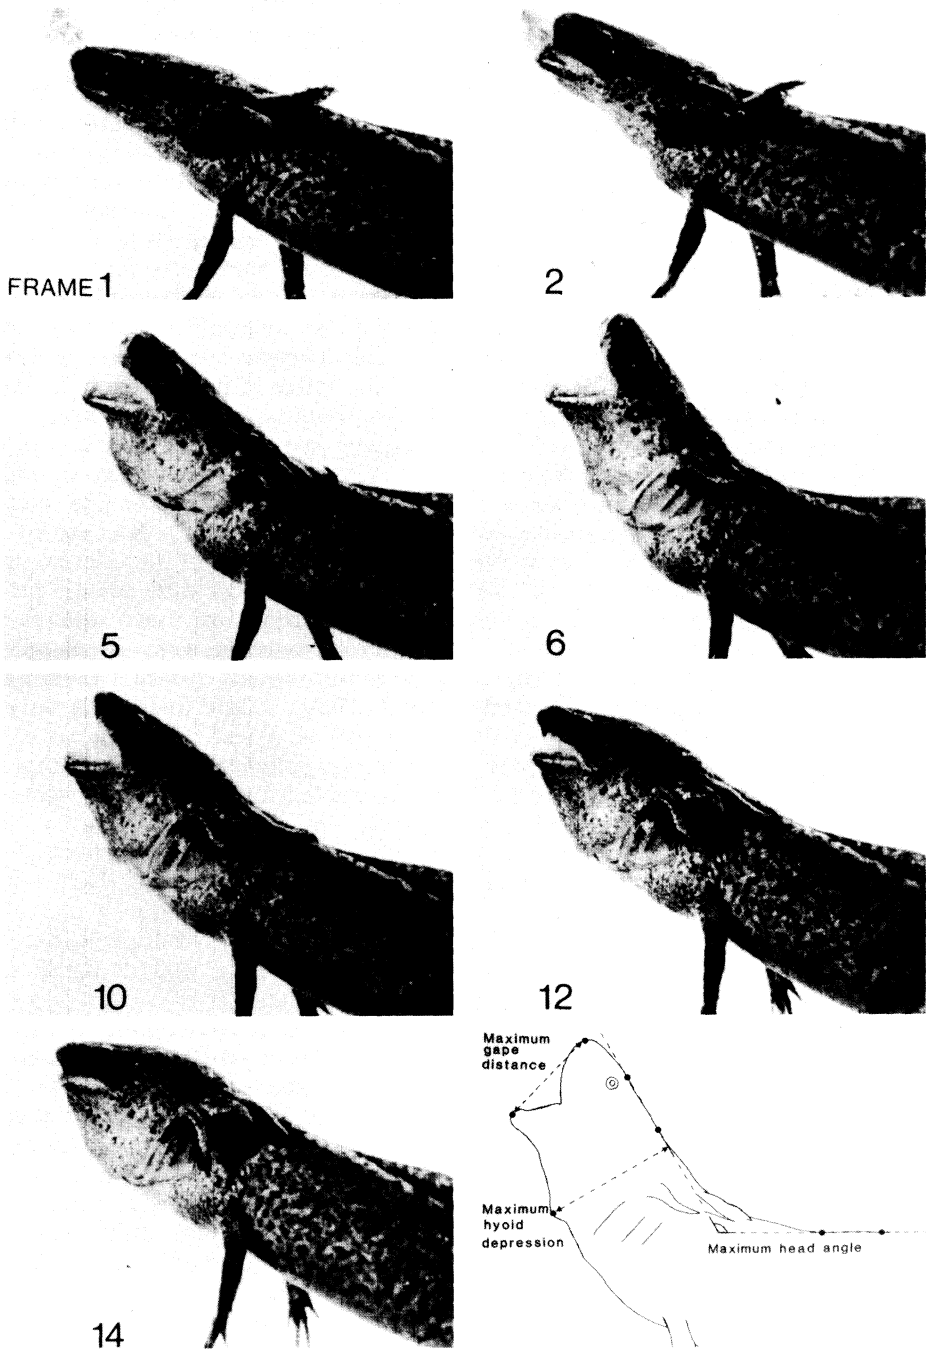 FRAME 1
2
5
6
10
12
Maximum
gape
distance
Maximum
hyoid
depression
Maximum head angle
14